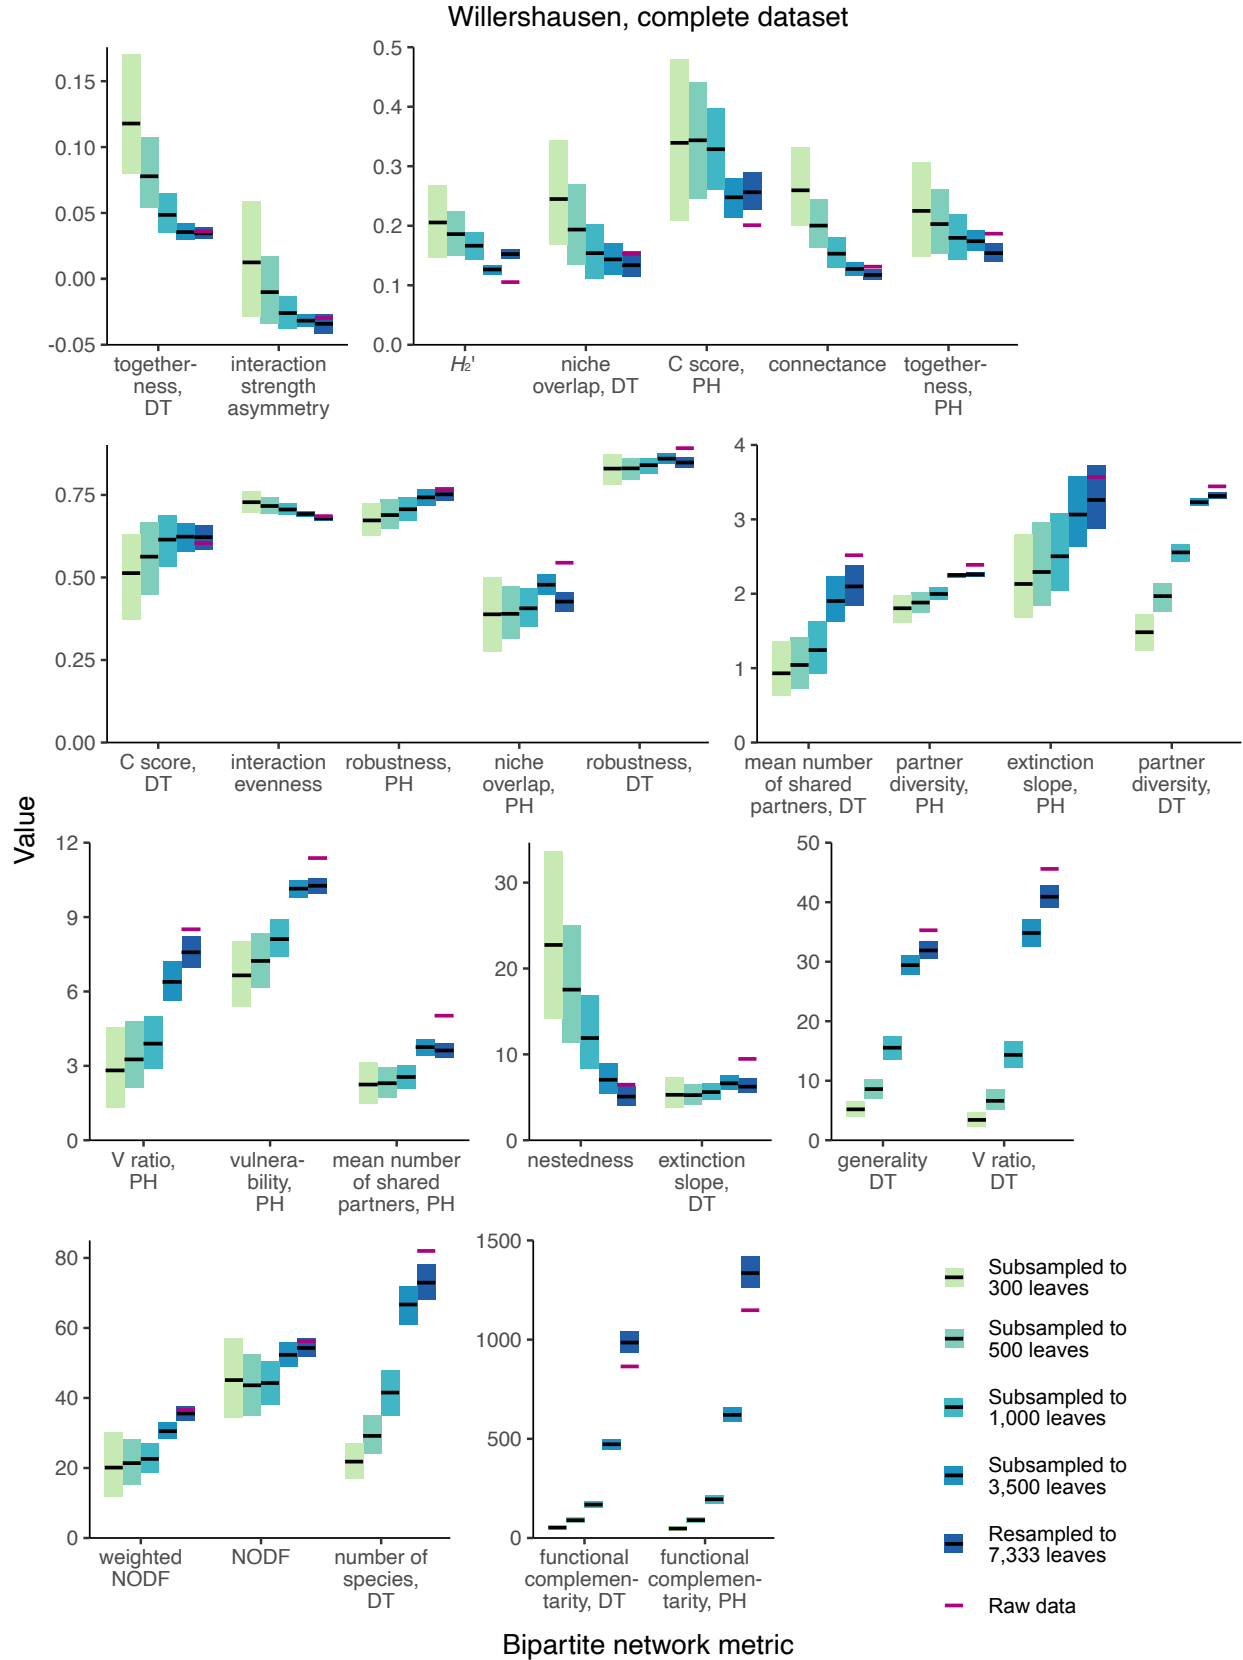 Willershausen, complete dataset
0.15
0.10
0.05
0.00
-0.05
together-
ness,
DT
interaction
strength
asymmetry
0.5
0.4
0.3
0.2
0.1
0.0
H2'
niche
overlap, DT
C score,
PH
connectance
together-
ness,
PH
0.75
0.50
0.25
0.00
C score,
DT
interaction
evenness
robustness,
PH
niche
overlap,
PH
robustness,
DT
4
3
2
1
0
mean number
of shared
partners, DT
partner
diversity,
PH
extinction
slope,
PH
partner
diversity,
DT
Value
12
9
6
3
0
V ratio,
PH
vulnera-
bility,
PH
mean number
of shared
partners, PH
30
20
10
0
nestedness
extinction
slope,
DT
50
40
30
20
10
0
generality
DT
V ratio,
DT
80
60
40
20
0
weighted
NODF
NODF
number of
species,
DT
1500
1000
500
0
functional
complemen-
tarity, DT
functional
complemen-
tarity, PH
Subsampled to
300 leaves
Subsampled to
500 leaves
Subsampled to
1,000 leaves
Subsampled to
3,500 leaves
Resampled to
7,333 leaves
Raw data
Bipartite network metric